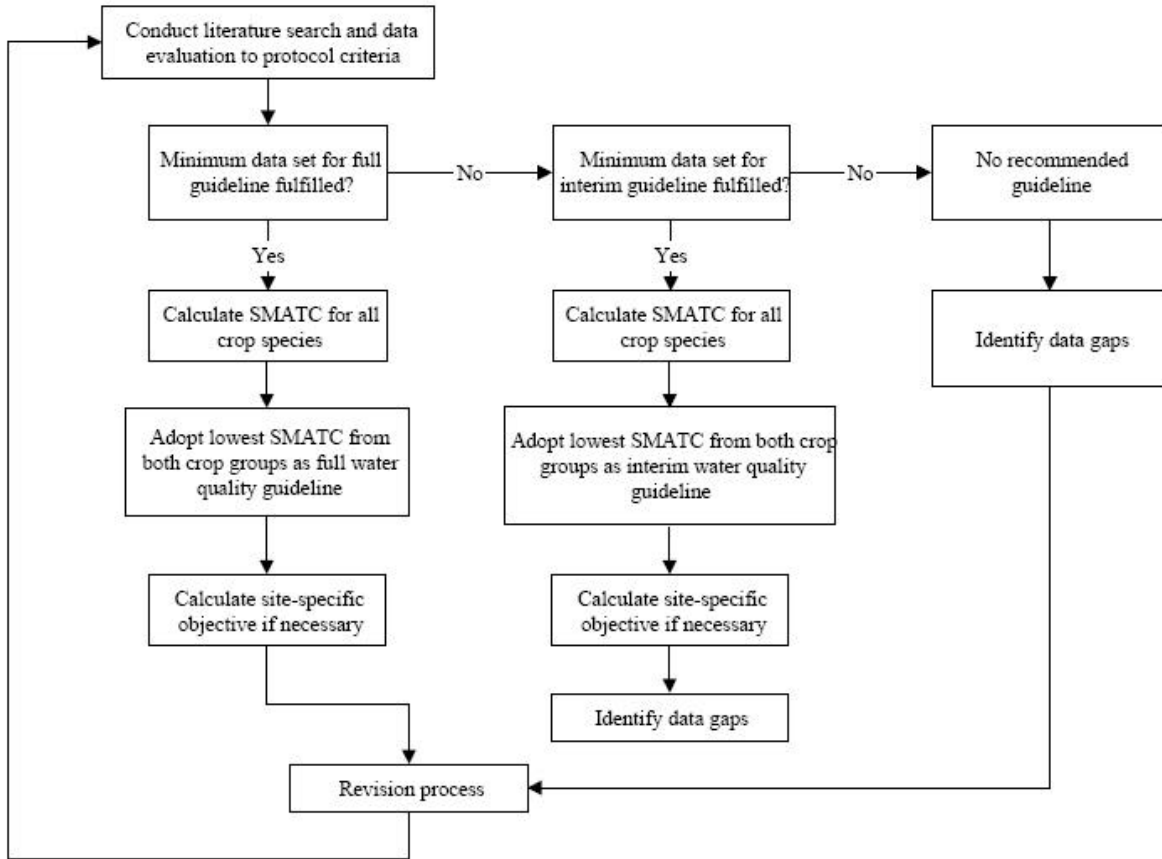 Conduct literature search and data
evaluation to protocol criteria
Minimum data set for full
guideline fulfilled?
No
Minimum data set for
interim guideline fulfilled?
No
No recommended
guideline
Yes
Yes
Calculate SMATC for all
crop species
Calculate SMATC for all
crop species
Identify data gaps
Adopt lowest SMATC from
both crop groups as full water
quality guideline
Adopt lowest SMATC from both crop
groups as interim water quality
guideline
Calculate site-specific
objective if necessary
Calculate site-specific
objective if necessary
Identify data gaps
Revision process